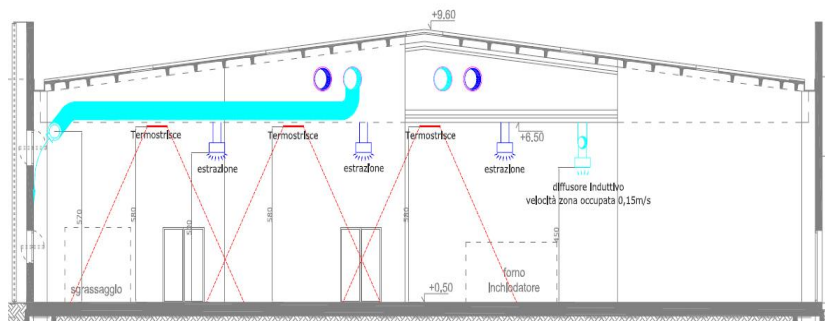 +9,60
Termostrisce
Termostrisce
Termostrisce
+6,50
estrazione
estrazione
estrazione
diffusore induttivo
velocità zona occupata 0,15m/s
570
580
580
580
450
sgrassaggio
+0,50
forno
inchiodatore